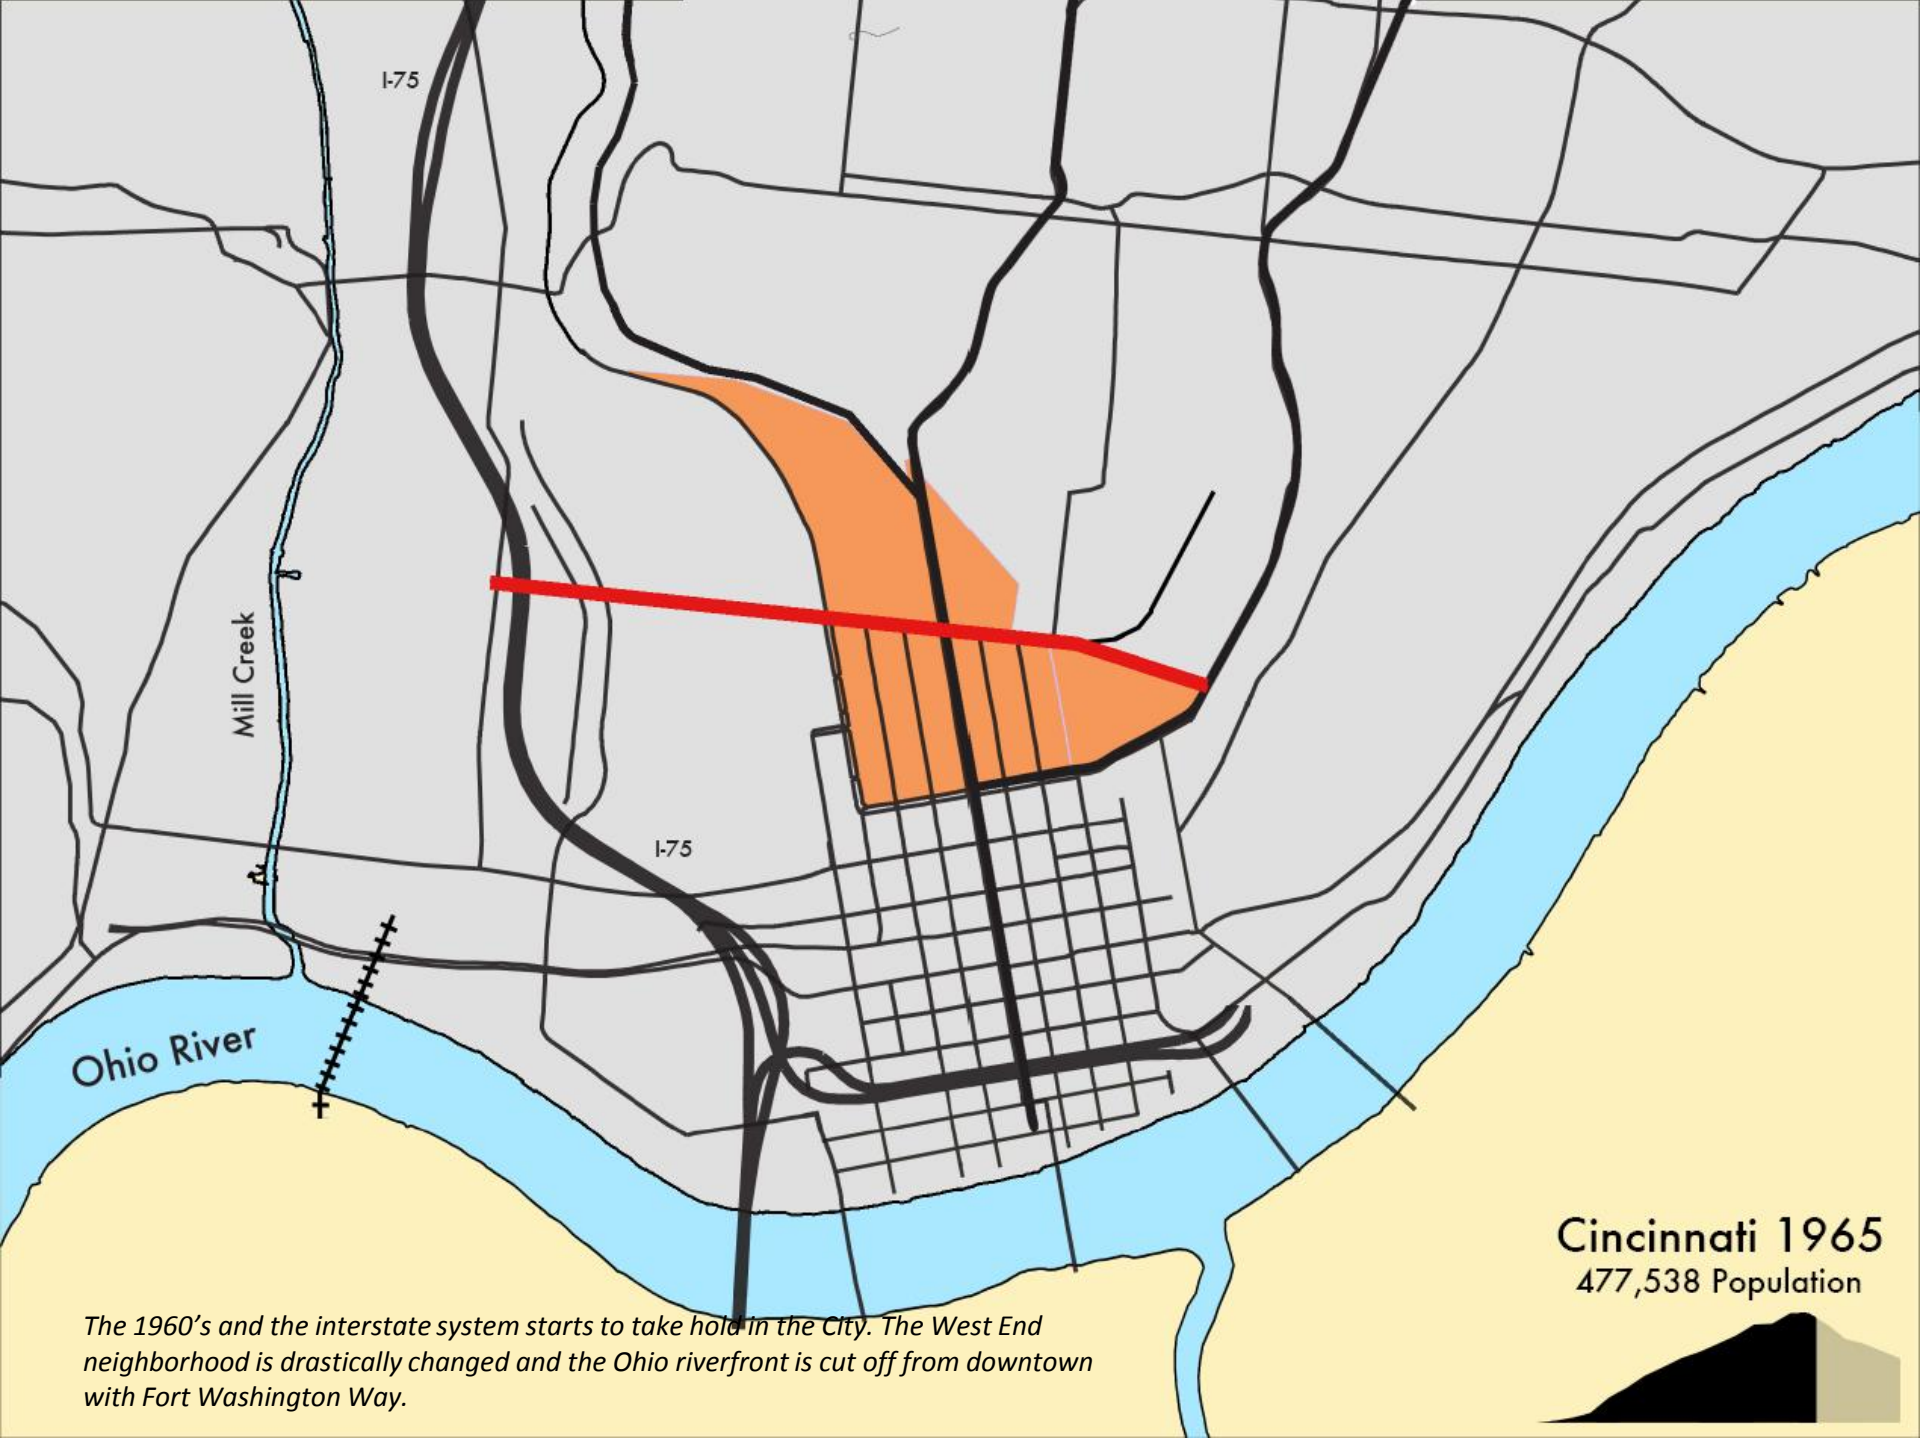 I-75
Mill Creek
I-75
Ohio River
Cincinnati 1965
477,538 Population
The 1960’s and the interstate system starts to take hold in the City. The West End
neighborhood is drastically changed and the Ohio riverfront is cut off from downtown
with Fort Washington Way.